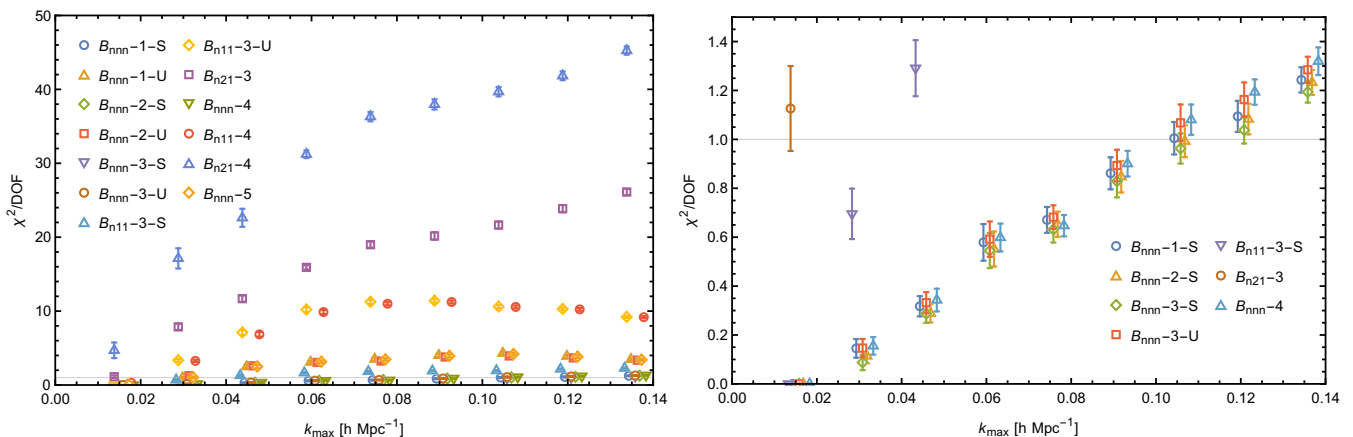 50
40
30
20
10
0
χ²/DOF
0.00 0.02 0.04 0.06 0.08 0.10 0.12 0.14
k_max [h Mpc⁻¹]
B_nnn-1-S
B_nnn-1-U
B_nnn-2-S
B_nnn-2-U
B_nnn-3-S
B_nnn-3-U
B_n11-3-S
B_n11-3-U
B_n21-3
B_nnn-4
B_n11-4
B_n21-4
B_nnn-5
1.4
1.2
1.0
0.8
0.6
0.4
0.2
0.0
χ²/DOF
0.00 0.02 0.04 0.06 0.08 0.10 0.12 0.14
k_max [h Mpc⁻¹]
B_nnn-1-S
B_nnn-2-S
B_nnn-3-S
B_nnn-3-U
B_n11-3-S
B_n21-3
B_nnn-4